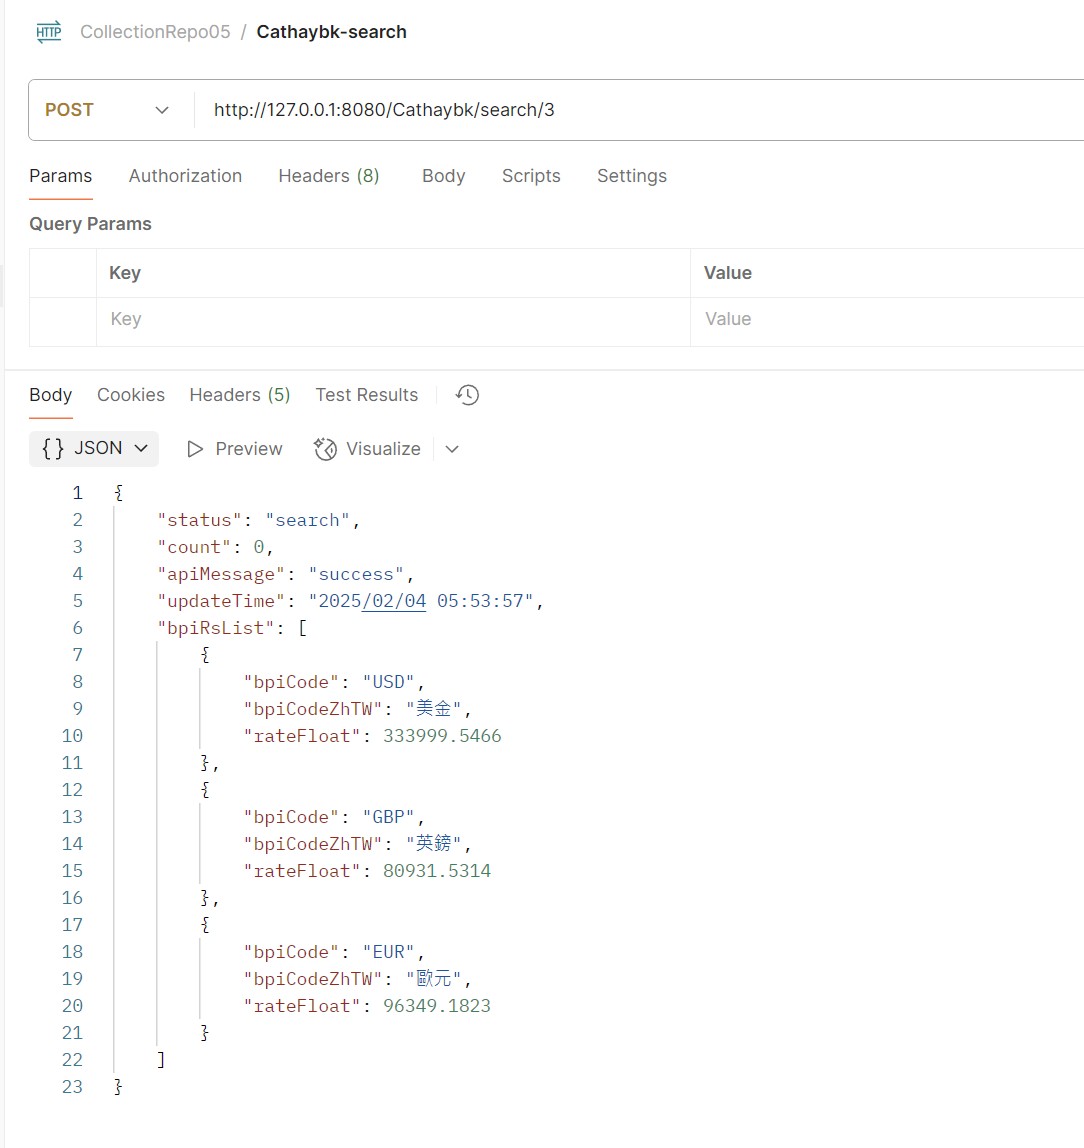 HTTP CollectionRepo05 / Cathaybk-search
POST http://127.0.0.1:8080/Cathaybk/search/3
Params Authorization Headers (8) Body Scripts Settings
Query Params
Key Value
Key Value
Body Cookies Headers (5) Test Results
{} JSON Preview Visualize
1 {
2 "status": "search",
3 "count": 0,
4 "apiMessage": "success",
5 "updateTime": "2025/02/04 05:53:57",
6 "bpiRsList": [
7 {
8 "bpiCode": "USD",
9 "bpiCodeZhTW": "美金",
10 "rateFloat": 333999.5466
11 },
12 {
13 "bpiCode": "GBP",
14 "bpiCodeZhTW": "英鎊",
15 "rateFloat": 80931.5314
16 },
17 {
18 "bpiCode": "EUR",
19 "bpiCodeZhTW": "歐元",
20 "rateFloat": 96349.1823
21 }
22 ]
23 }